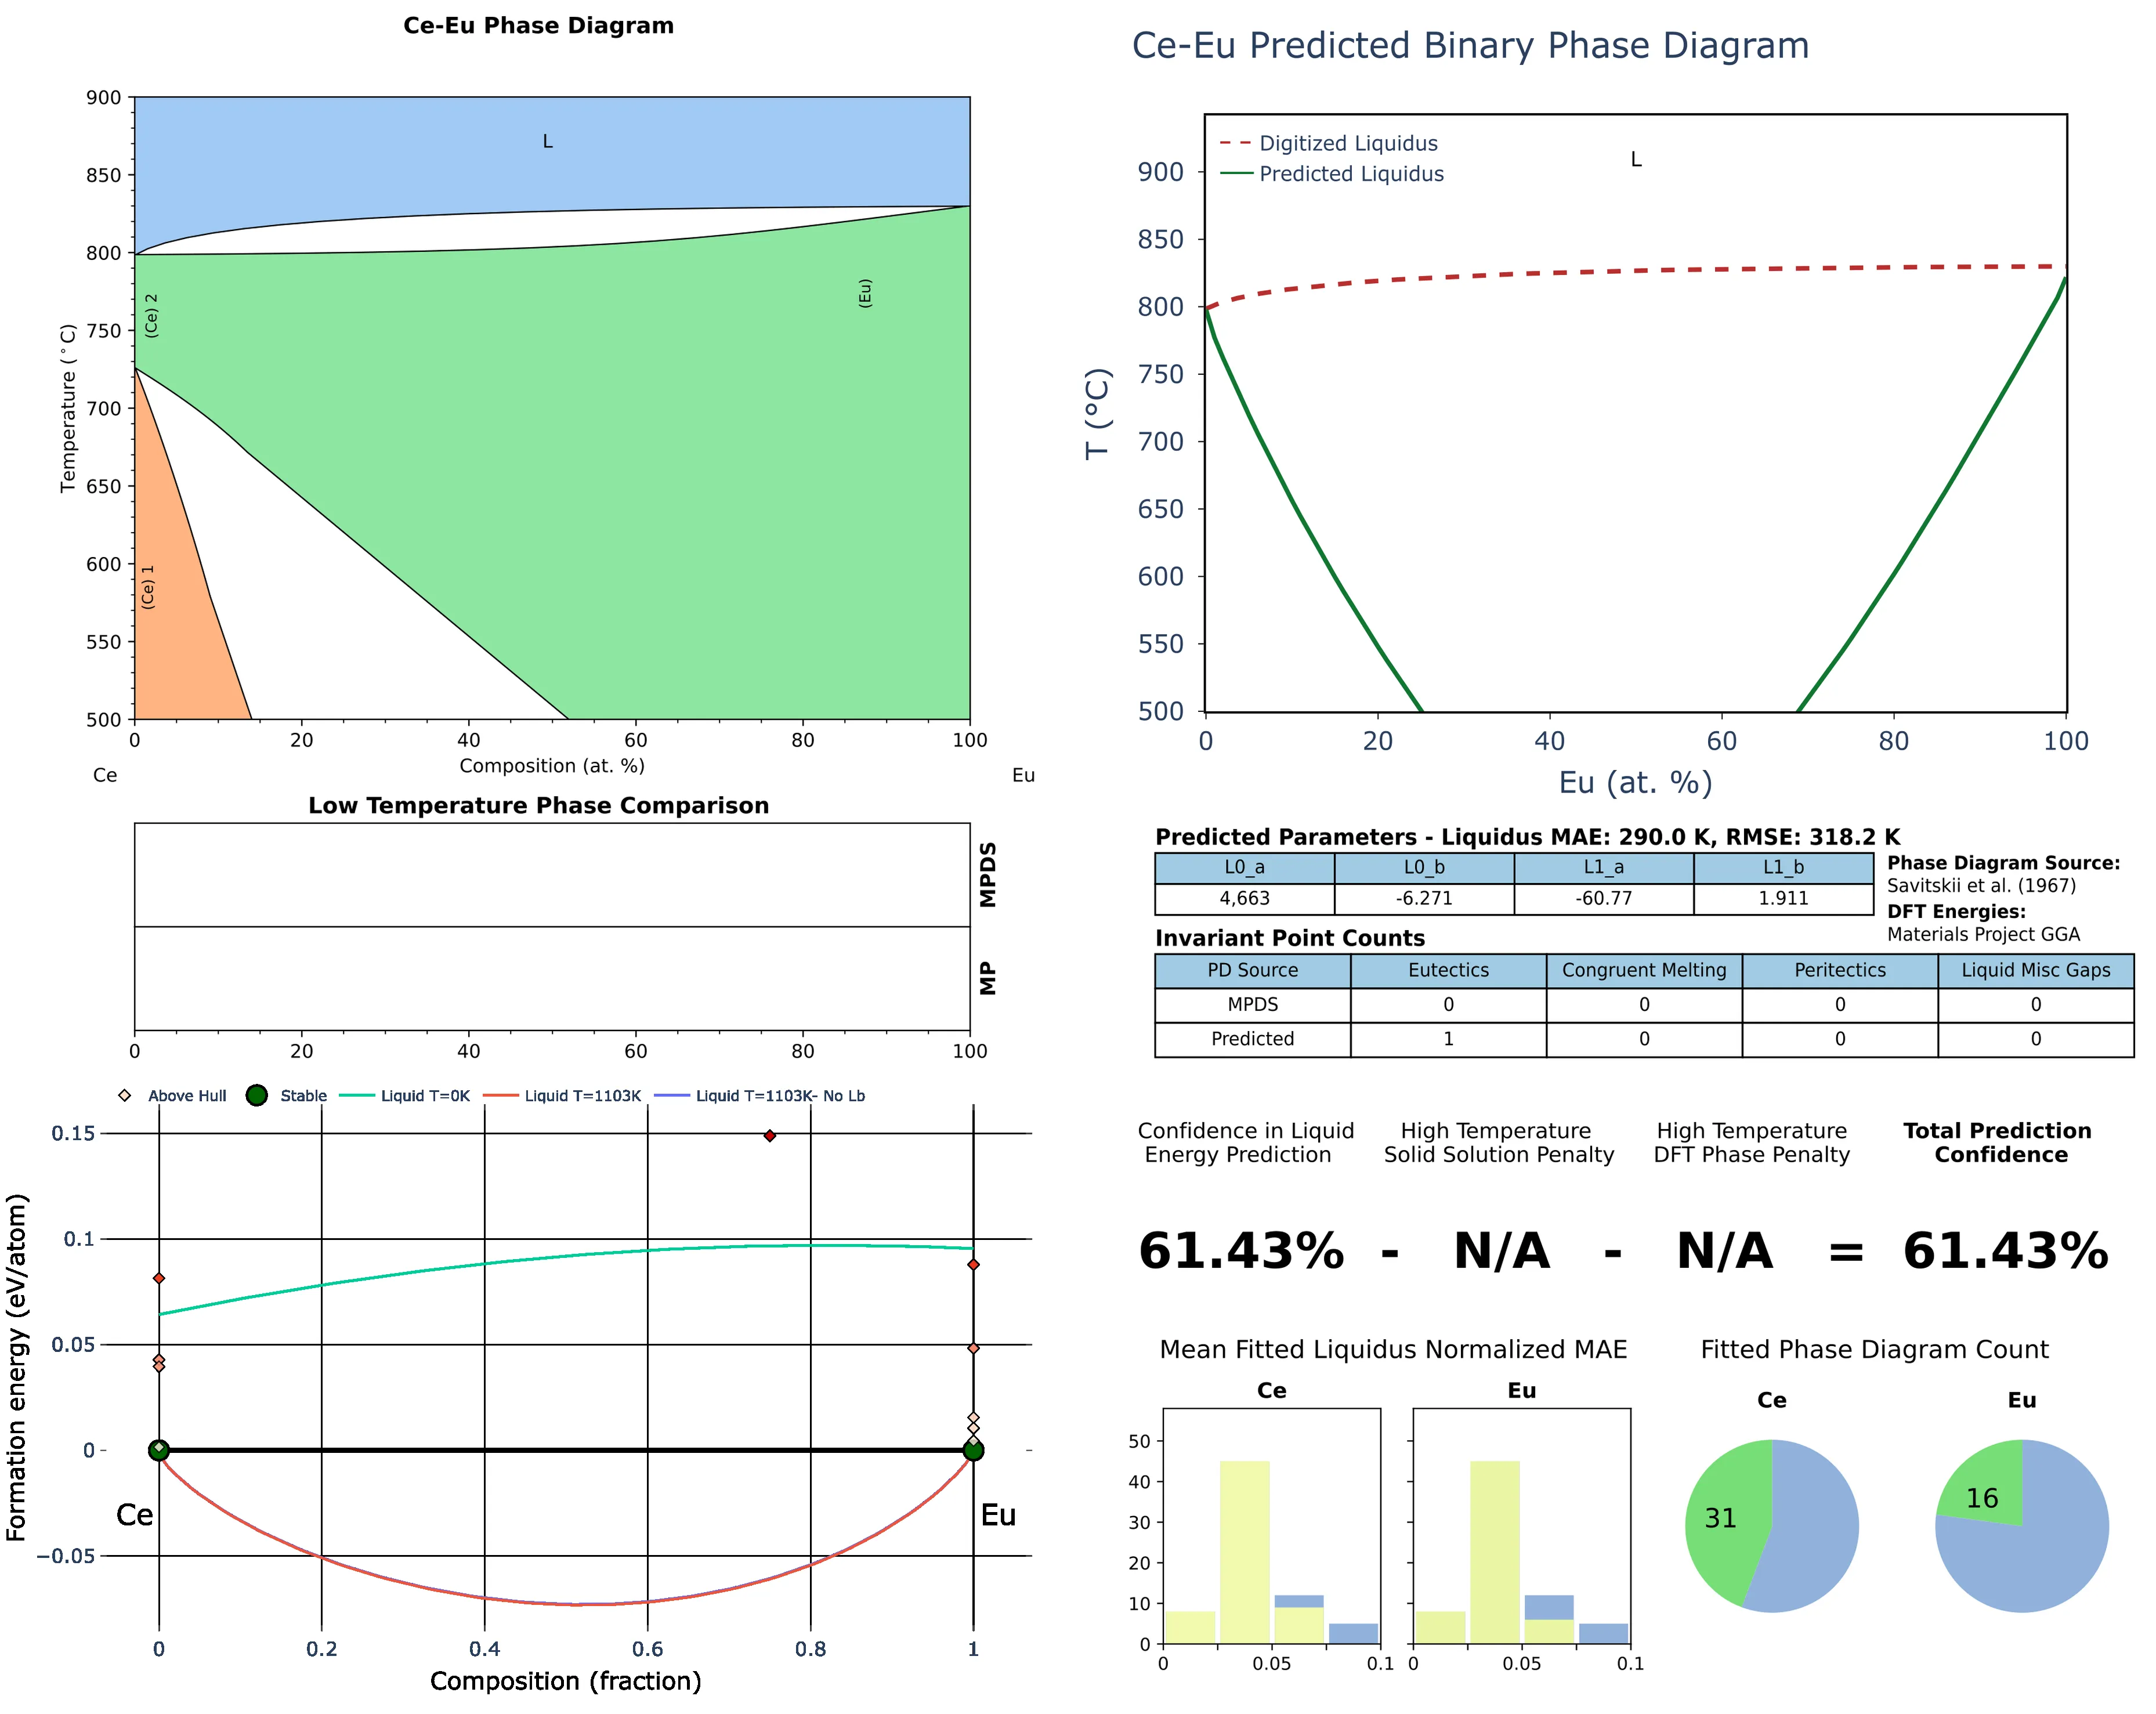 Ce-Eu Phase Diagram
900
850
800
750
700
650
600
550
500
Temperature (°C)
L
(Ce) 2
(Eu)
(Ce) 1
0 20 40 60 80 100
Ce Composition (at. %) Eu
Low Temperature Phase Comparison
MPDS
MP
0 20 40 60 80 100
Above Hull Stable Liquid T=0K Liquid T=1103K Liquid T=1103K- No Lb
0.15
0.1
0.05
0
−0.05
Formation energy (eV/atom)
Ce Eu
0 0.2 0.4 0.6 0.8 1
Composition (fraction)
Ce-Eu Predicted Binary Phase Diagram
Digitized Liquidus
Predicted Liquidus
L
900
850
800
750
700
650
600
550
500
T (°C)
0 20 40 60 80 100
Eu (at. %)
Predicted Parameters - Liquidus MAE: 290.0 K, RMSE: 318.2 K
L0_a L0_b L1_a L1_b
4,663 -6.271 -60.77 1.911
Phase Diagram Source:
Savitskii et al. (1967)
DFT Energies:
Materials Project GGA
Invariant Point Counts
PD Source Eutectics Congruent Melting Peritectics Liquid Misc Gaps
MPDS 0 0 0 0
Predicted 1 0 0 0
Confidence in Liquid
Energy Prediction
High Temperature
Solid Solution Penalty
High Temperature
DFT Phase Penalty
Total Prediction
Confidence
61.43% - N/A - N/A = 61.43%
Mean Fitted Liquidus Normalized MAE
Ce Eu
50
40
30
20
10
0
0 0.05 0.1 0 0.05 0.1
Fitted Phase Diagram Count
Ce Eu
31 16